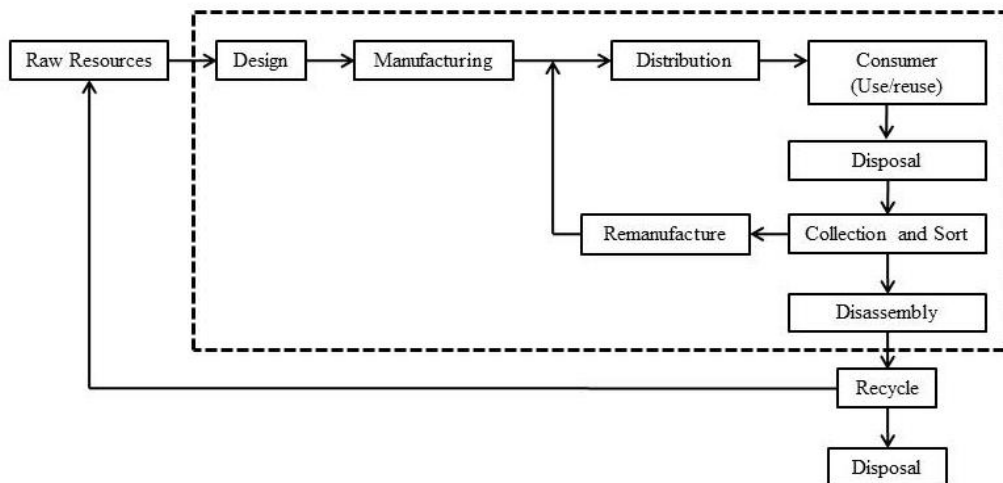 Raw Resources
Design
Manufacturing
Distribution
Consumer
(Use/reuse)
Disposal
Remanufacture
Collection and Sort
Disassembly
Recycle
Disposal